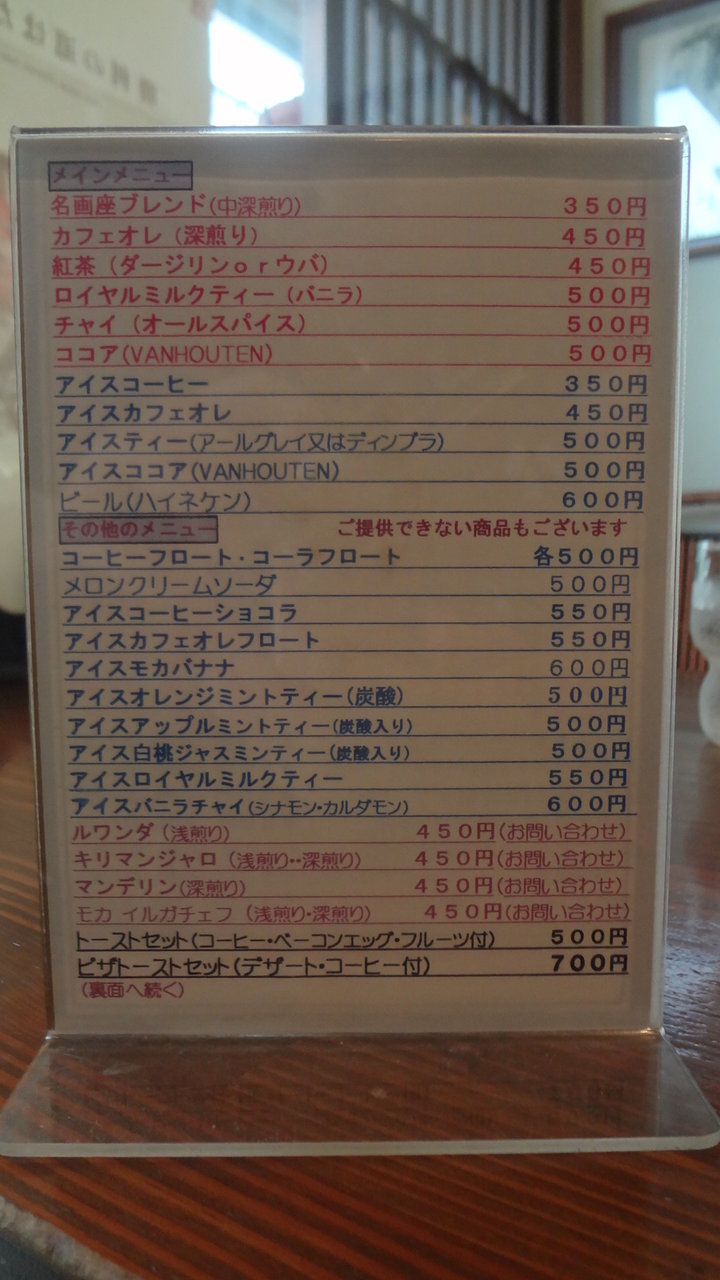 メインメニュー
名画座ブレンド(中深煎り) 350円
カフェオレ(深煎り) 450円
紅茶(ダージリンorウバ) 450円
ロイヤルミルクティー(バニラ) 500円
チャイ(オールスパイス) 500円
ココア(VANHOUTEN) 500円
アイスコーヒー 350円
アイスカフェオレ 450円
アイスティー(アールグレイ又はディンブラ) 500円
アイスココア(VANHOUTEN) 500円
ビール(ハイネケン) 600円
その他のメニュー ご提供できない商品もございます
コーヒーフロート・コーラフロート 各500円
メロンクリームソーダ 500円
アイスコーヒーショコラ 550円
アイスカフェオレフロート 550円
アイスモカバナナ 600円
アイスオレンジミントティー(炭酸) 500円
アイスアップルミントティー(炭酸入り) 500円
アイス白桃ジャスミンティー(炭酸入り) 500円
アイスロイヤルミルクティー 550円
アイスバニラチャイ(シナモン・カルダモン) 600円
ルワンダ(浅煎り) 450円(お問い合わせ)
キリマンジャロ(浅煎り・・深煎り) 450円(お問い合わせ)
マンデリン(深煎り) 450円(お問い合わせ)
モカ イルガチェフ(浅煎り・深煎り) 450円(お問い合わせ)
トーストセット(コーヒー・ベーコンエッグ・フルーツ付) 500円
ピザトーストセット(デザート・コーヒー付) 700円
(裏面へ続く)